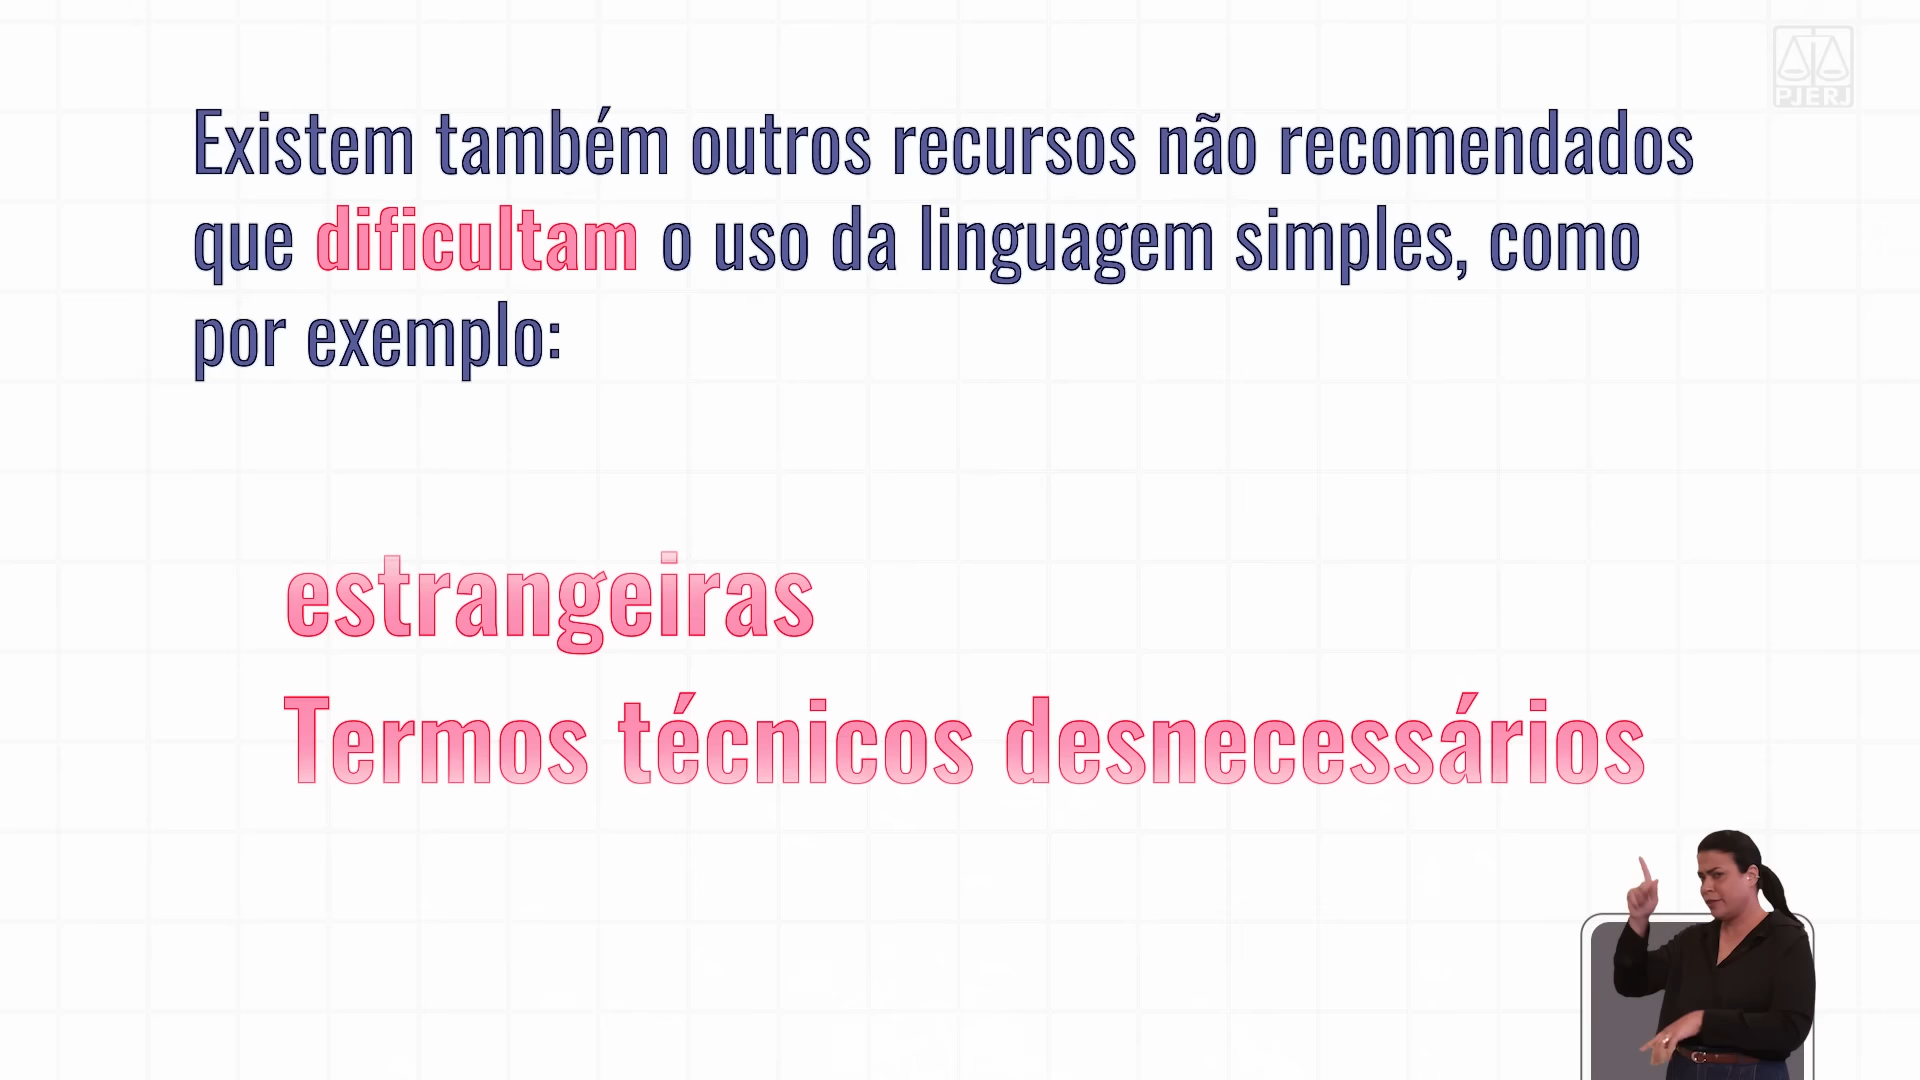 PJERJ
Existem também outros recursos não recomendados
que dificultam o uso da linguagem simples, como
por exemplo:
estrangeiras
Termos técnicos desnecessários